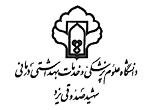 دانشگاه علوم پزشکی و خدمات بهداشتی درمانی
شهید صدوقی یزد